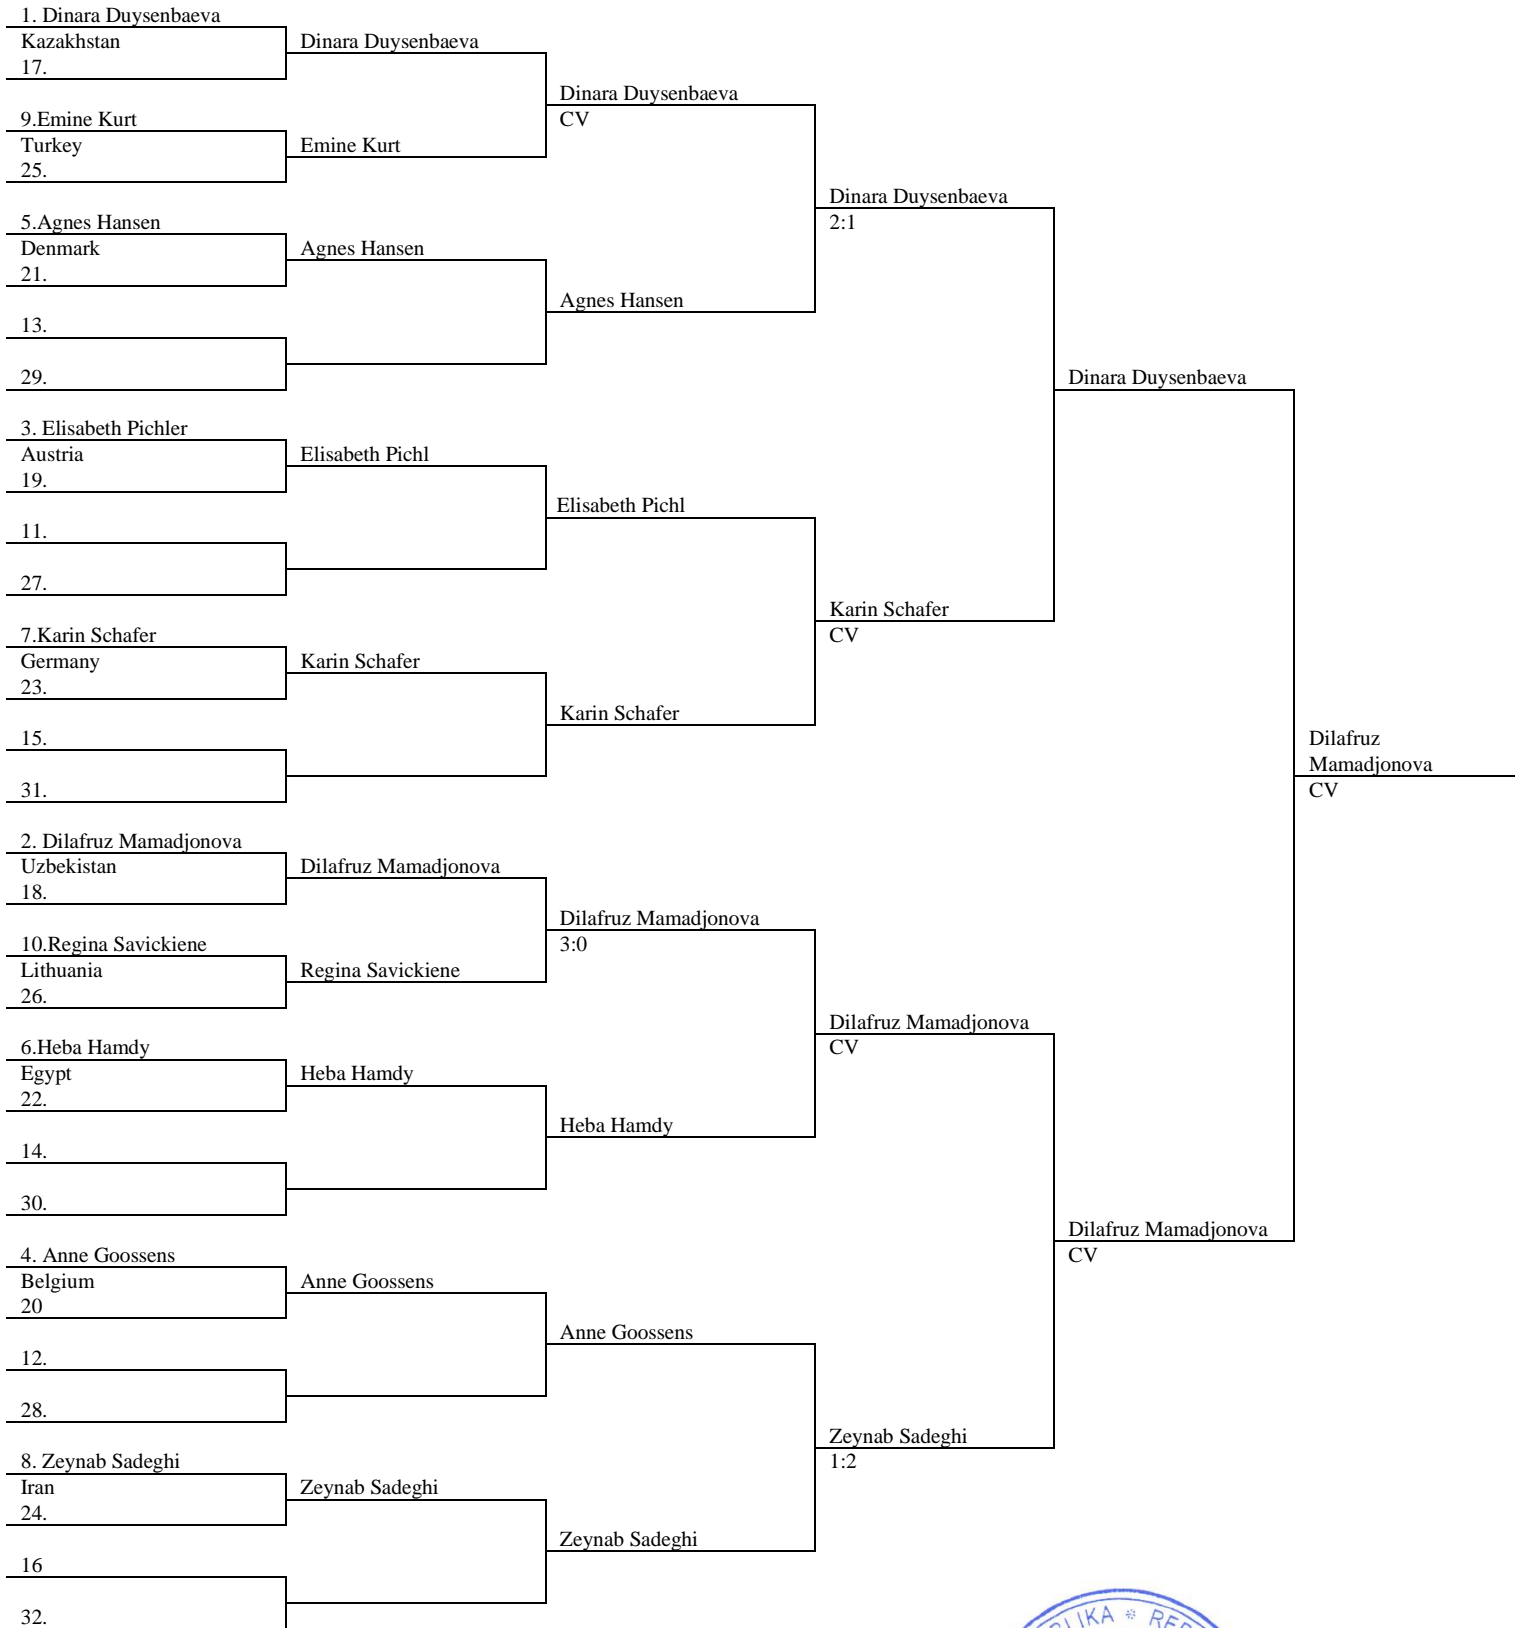 1. Dinara Duysenbaeva
Kazakhstan
17.
9.Emine Kurt
Turkey
25.
5.Agnes Hansen
Denmark
21.
13.
29.
3. Elisabeth Pichler
Austria
19.
11.
27.
7.Karin Schafer
Germany
23.
15.
31.
2. Dilafruz Mamadjonova
Uzbekistan
18.
10.Regina Savickiene
Lithuania
26.
6.Heba Hamdy
Egypt
22.
14.
30.
4. Anne Goossens
Belgium
20
12.
28.
8. Zeynab Sadeghi
Iran
24.
16
32.
Dinara Duysenbaeva
Emine Kurt
Agnes Hansen
Elisabeth Pichl
Karin Schafer
Dilafruz Mamadjonova
Regina Savickiene
Heba Hamdy
Anne Goossens
Zeynab Sadeghi
Dinara Duysenbaeva
CV
Agnes Hansen
Elisabeth Pichl
Karin Schafer
Dilafruz Mamadjonova
3:0
Heba Hamdy
Anne Goossens
Zeynab Sadeghi
Dinara Duysenbaeva
2:1
Karin Schafer
CV
Dilafruz Mamadjonova
CV
Zeynab Sadeghi
1:2
Dinara Duysenbaeva
Dilafruz Mamadjonova
CV
Dilafruz
Mamadjonova
CV